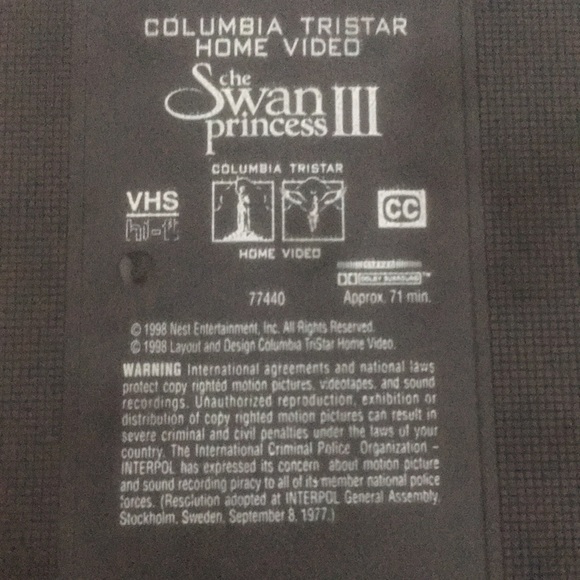 COLUMBIA TRISTAR
HOME VIDEO
the
Swan
princess III
COLUMBIA TRISTAR
VHS
hi-fi
CC
HOME VIDEO
DOLBY SURROUND™
77440 Approx. 71 min.
© 1998 Nest Entertainment, Inc. All Rights Reserved.
© 1998 Layout and Design Columbia TriStar Home Video.
WARNING International agreements and national laws
protect copy righted motion pictures, videotapes, and sound
recordings. Unauthorized reproduction, exhibition or
distribution of copy righted motion pictures can result in
severe criminal and civil penalties under the laws of your
country. The International Criminal Police Organization –
INTERPOL has expressed its concern about motion picture
and sound recording piracy to all of its member national police
forces. (Resolution adopted at INTERPOL General Assembly,
Stockholm, Sweden, September 8, 1977.)